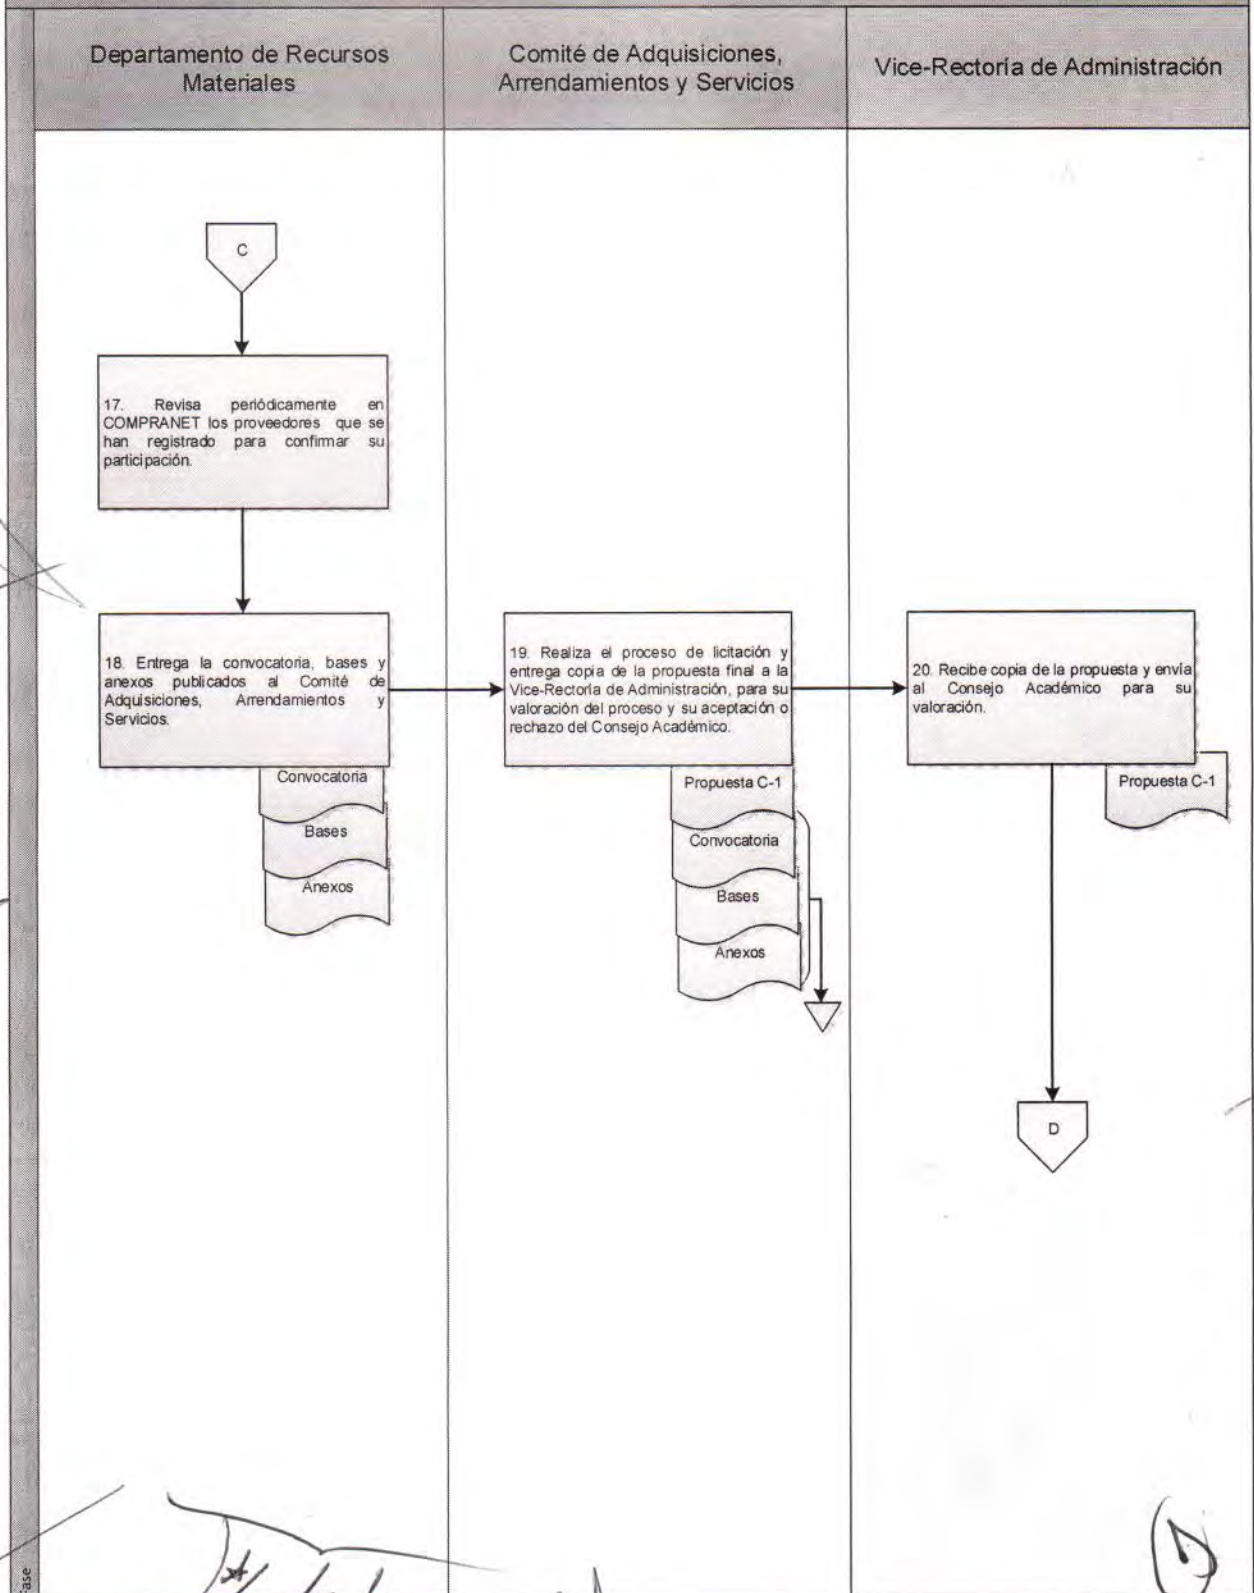 Departamento de Recursos
Materiales
Comité de Adquisiciones,
Arrendamientos y Servicios
Vice-Rectoría de Administración
C
17. Revisa periódicamente en
COMPRANET los proveedores que se
han registrado para confirmar su
participación.
18. Entrega la convocatoria, bases y
anexos publicados al Comité de
Adquisiciones, Arrendamientos y
Servicios.
Convocatoria
Bases
Anexos
19. Realiza el proceso de licitación y
entrega copia de la propuesta final a la
Vice-Rectoría de Administración, para su
valoración del proceso y su aceptación o
rechazo del Consejo Académico.
Propuesta C-1
Convocatoria
Bases
Anexos
20. Recibe copia de la propuesta y envía
al Consejo Académico para su
valoración.
Propuesta C-1
D